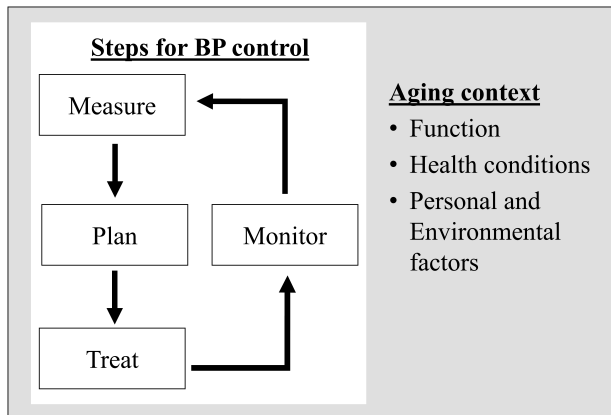 Steps for BP control
Measure
Plan
Monitor
Treat
Aging context
• Function
• Health conditions
• Personal and
Environmental
factors